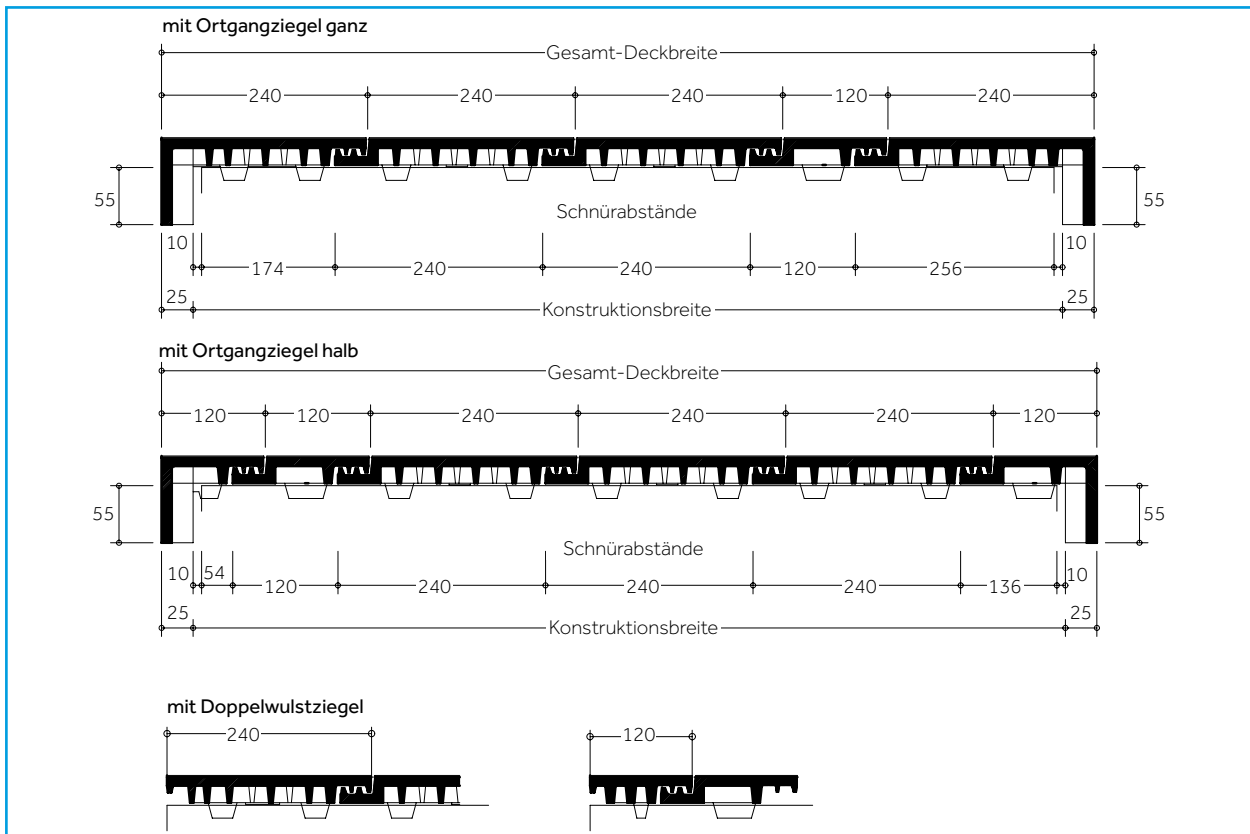 mit Ortgangziegel ganz
Gesamt-Deckbreite
240 240 240 120 240
55 55
Schnürabstände
10 10
174 240 240 120 256
25 25
Konstruktionsbreite
mit Ortgangziegel halb
Gesamt-Deckbreite
120 120 240 240 240 120
55 55
Schnürabstände
10 54 120 240 240 240 136 10
25 25
Konstruktionsbreite
mit Doppelwulstziegel
240 120